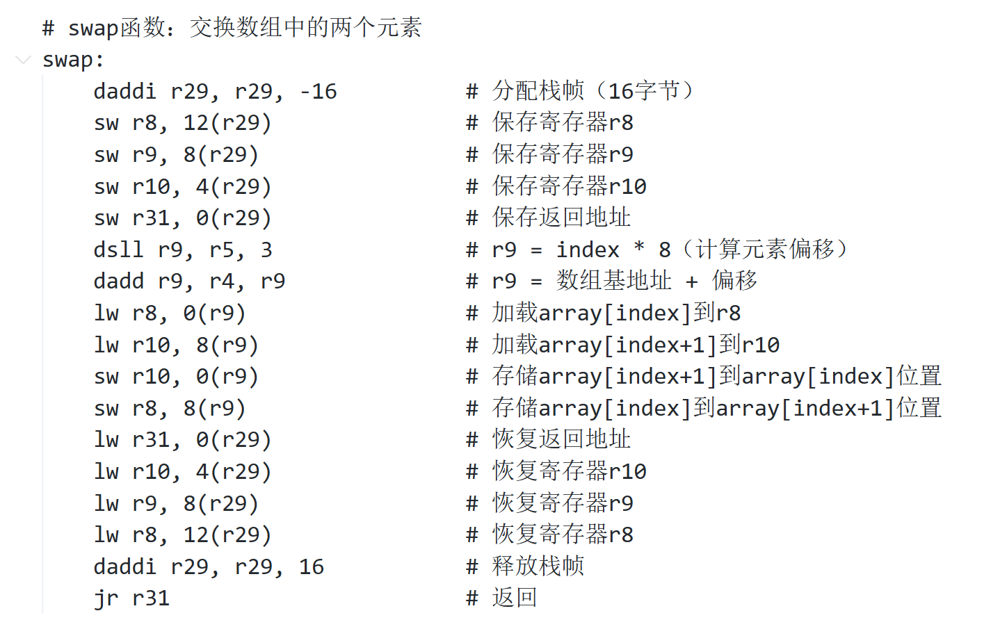 # swap函数：交换数组中的两个元素
swap:
daddi r29, r29, -16 # 分配栈帧（16字节）
sw r8, 12(r29) # 保存寄存器r8
sw r9, 8(r29) # 保存寄存器r9
sw r10, 4(r29) # 保存寄存器r10
sw r31, 0(r29) # 保存返回地址
dsll r9, r5, 3 # r9 = index * 8（计算元素偏移）
dadd r9, r4, r9 # r9 = 数组基地址 + 偏移
lw r8, 0(r9) # 加载array[index]到r8
lw r10, 8(r9) # 加载array[index+1]到r10
sw r10, 0(r9) # 存储array[index+1]到array[index]位置
sw r8, 8(r9) # 存储array[index]到array[index+1]位置
lw r31, 0(r29) # 恢复返回地址
lw r10, 4(r29) # 恢复寄存器r10
lw r9, 8(r29) # 恢复寄存器r9
lw r8, 12(r29) # 恢复寄存器r8
daddi r29, r29, 16 # 释放栈帧
jr r31 # 返回